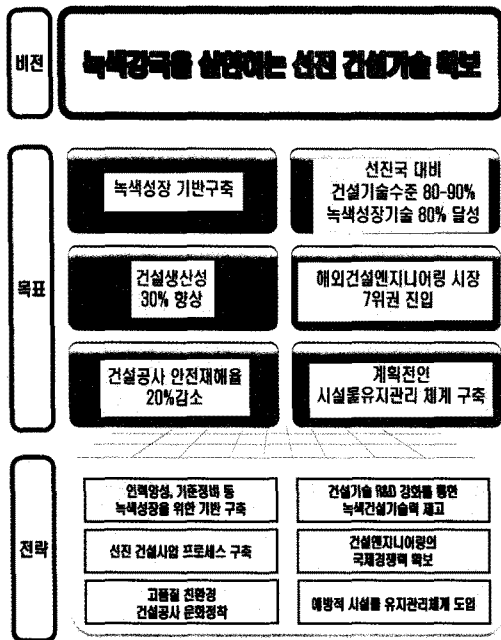 비전
녹색강국을 실현하는 선진 건설기술 확보
목표
녹색성장 기반구축
선진국 대비
건설기술수준 80-90%
녹색성장기술 80% 달성
건설생산성
30% 향상
해외건설엔지니어링 시장
7위권 진입
건설공사 안전재해율
20%감소
계획전인
시설물유지관리 체계 구축
전략
인력양성, 기준정비 등
녹색성장을 위한 기반 구축
건설기술 R&D 강화를 통한
녹색건설기술력 제고
선진 건설사업 프로세스 구축
건설엔지니어링의
국제경쟁력 확보
고품질 친환경
건설공사 문화정착
예방적 시설물 유지관리체계 도입